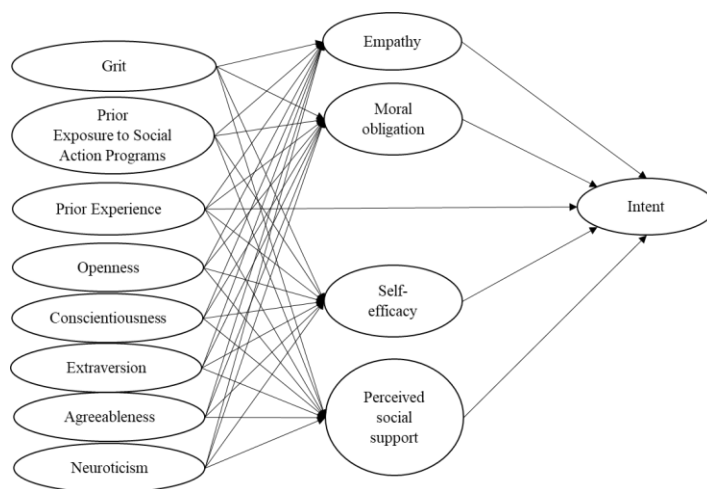 Grit
Prior
Exposure to Social
Action Programs
Prior Experience
Openness
Conscientiousness
Extraversion
Agreeableness
Neuroticism
Empathy
Moral
obligation
Self-
efficacy
Perceived
social
support
Intent